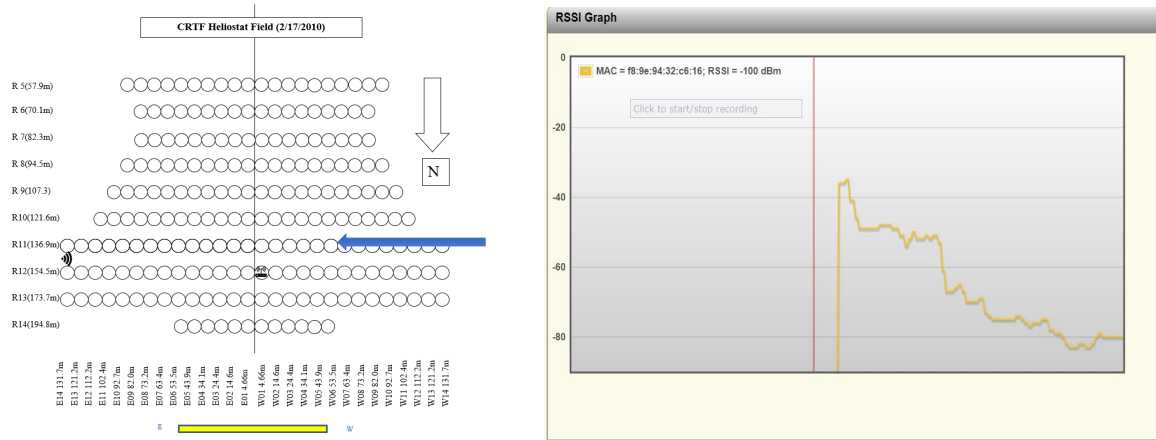 CRTF Heliostat Field (2/17/2010)
R 5(57.9m)
R 6(70.1m)
R 7(82.3m)
R 8(94.5m)
R 9(107.3)
R10(121.6m)
R11(136.9m)
R12(154.5m)
R13(173.7m)
R14(194.8m)
N
E14 131.7m
E13 121.2m
E12 112.2m
E11 102.4m
E10 92.7m
E09 82.0m
E08 73.2m
E07 63.4m
E06 53.5m
E05 43.9m
E04 34.1m
E03 24.4m
E02 14.6m
E01 4.66m
W01 4.66m
W02 14.6m
W03 24.4m
W04 34.1m
W05 43.9m
W06 53.5m
W07 63.4m
W08 73.2m
W09 82.0m
W10 92.7m
W11 102.4m
W12 112.2m
W13 121.2m
W14 131.7m
E W
RSSI Graph
MAC = f8:9e:94:32:c6:16; RSSI = -100 dBm
Click to start/stop recording
0
-20
-40
-60
-80